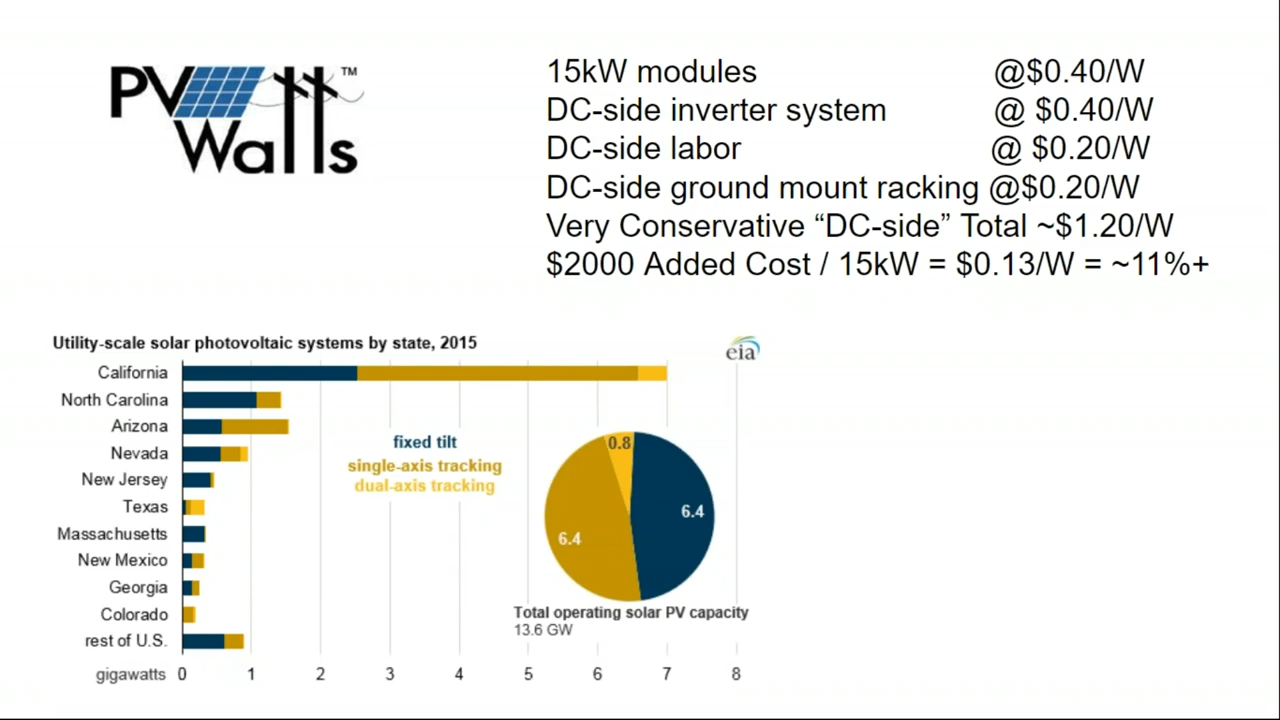 PV
Watts
™
15kW modules @$0.40/W
DC-side inverter system @ $0.40/W
DC-side labor @ $0.20/W
DC-side ground mount racking @$0.20/W
Very Conservative “DC-side” Total ~$1.20/W
$2000 Added Cost / 15kW = $0.13/W = ~11%+
Utility-scale solar photovoltaic systems by state, 2015
eia
California
North Carolina
Arizona
Nevada
New Jersey
Texas
Massachusetts
New Mexico
Georgia
Colorado
rest of U.S.
gigawatts 0 1 2 3 4 5 6 7 8
fixed tilt
single-axis tracking
dual-axis tracking
0.8
6.4
6.4
Total operating solar PV capacity
13.6 GW